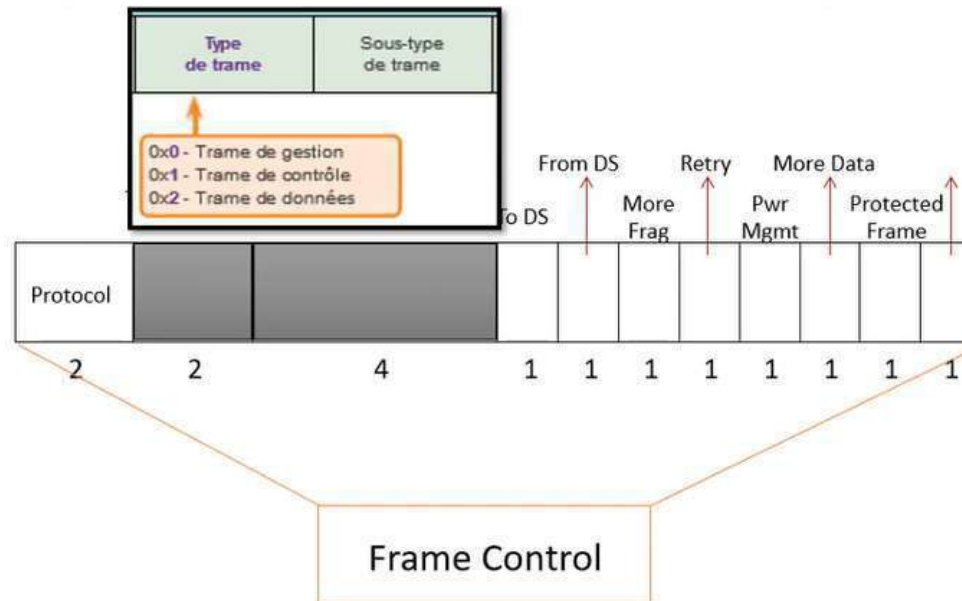 Type
de trame
Sous-type
de trame
0x0 - Trame de gestion
0x1 - Trame de contrôle
0x2 - Trame de données
From DS
Retry
More Data
To DS
More
Frag
Pwr
Mgmt
Protected
Frame
Protocol
2
2
4
1
1
1
1
1
1
1
1
Frame Control